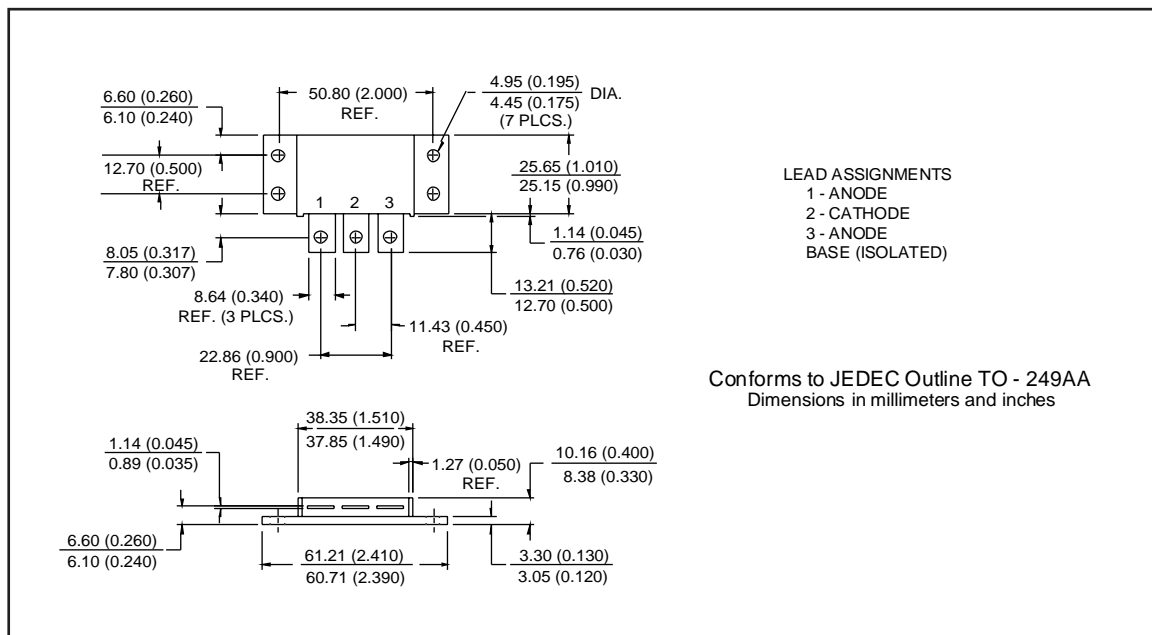 6.60 (0.260)
6.10 (0.240)
50.80 (2.000)
REF.
4.95 (0.195)
4.45 (0.175)
(7 PLCS.)
DIA.
12.70 (0.500)
REF.
25.65 (1.010)
25.15 (0.990)
1 2 3
8.05 (0.317)
7.80 (0.307)
1.14 (0.045)
0.76 (0.030)
8.64 (0.340)
REF. (3 PLCS.)
13.21 (0.520)
12.70 (0.500)
11.43 (0.450)
REF.
22.86 (0.900)
REF.
LEAD ASSIGNMENTS
1 - ANODE
2 - CATHODE
3 - ANODE
BASE (ISOLATED)
Conforms to JEDEC Outline TO - 249AA
Dimensions in millimeters and inches
38.35 (1.510)
37.85 (1.490)
1.14 (0.045)
0.89 (0.035)
1.27 (0.050)
REF.
10.16 (0.400)
8.38 (0.330)
6.60 (0.260)
6.10 (0.240)
61.21 (2.410)
60.71 (2.390)
3.30 (0.130)
3.05 (0.120)